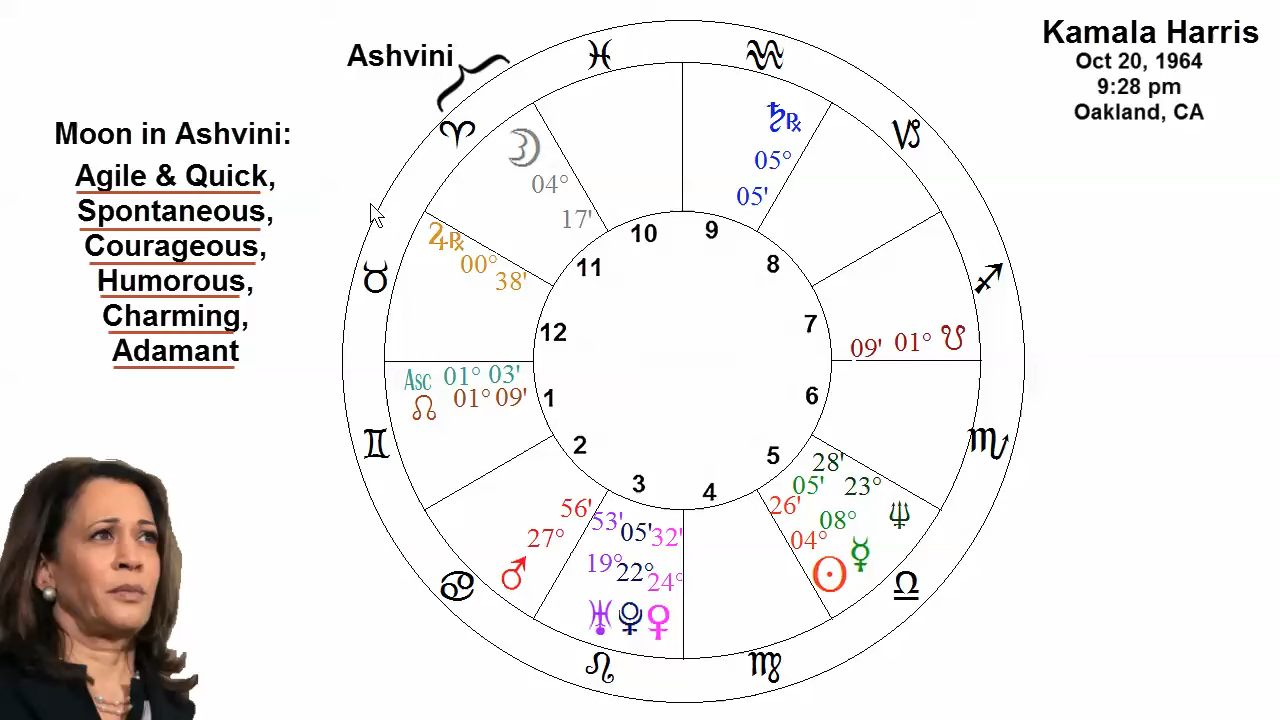 Kamala Harris
Oct 20, 1964
9:28 pm
Oakland, CA
Ashvini
Moon in Ashvini:
Agile & Quick,
Spontaneous,
Courageous,
Humorous,
Charming,
Adamant
♓
♒
♈
♑
♉
♐
♊
♏
♋
♎
♌
♍
☽
04°
17'
♄℞
05°
05'
♃℞
00°
38'
10
9
11
8
12
7
1
6
2
5
3
4
09' 01° ☋
Asc 01° 03'
☊ 01° 09'
56'
27°
♂
53' 05' 32'
19° 22° 24°
♅ ♇ ♀
28'
23°
♆
05'
08°
☿
26'
04°
☉